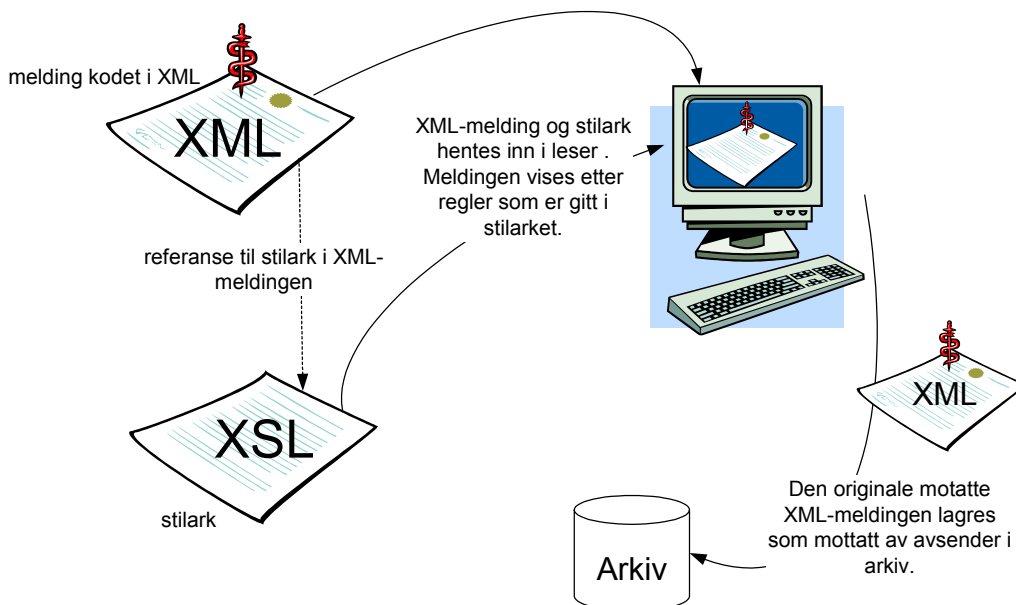 melding kodet i XML
XML
XML-melding og stilark
hentes inn i leser .
Meldingen vises etter
regler som er gitt i
stilarket.
referanse til stilark i XML-
meldingen
XSL
stilark
XML
Den originale motatte
XML-meldingen lagres
som mottatt av avsender i
arkiv.
Arkiv